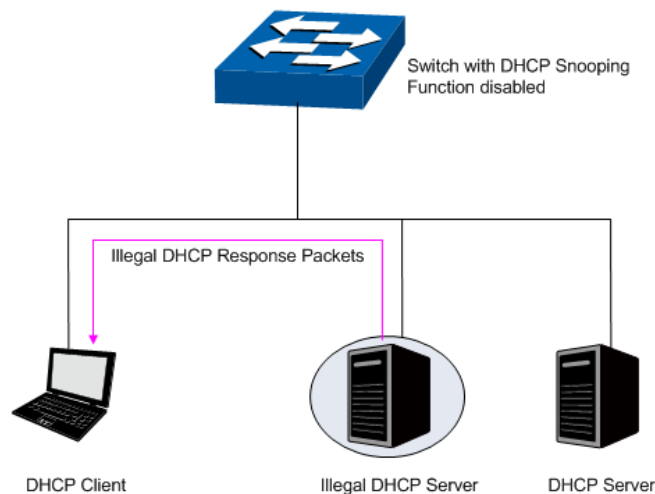 Switch with DHCP Snooping
Function disabled
Illegal DHCP Response Packets
DHCP Client
Illegal DHCP Server
DHCP Server